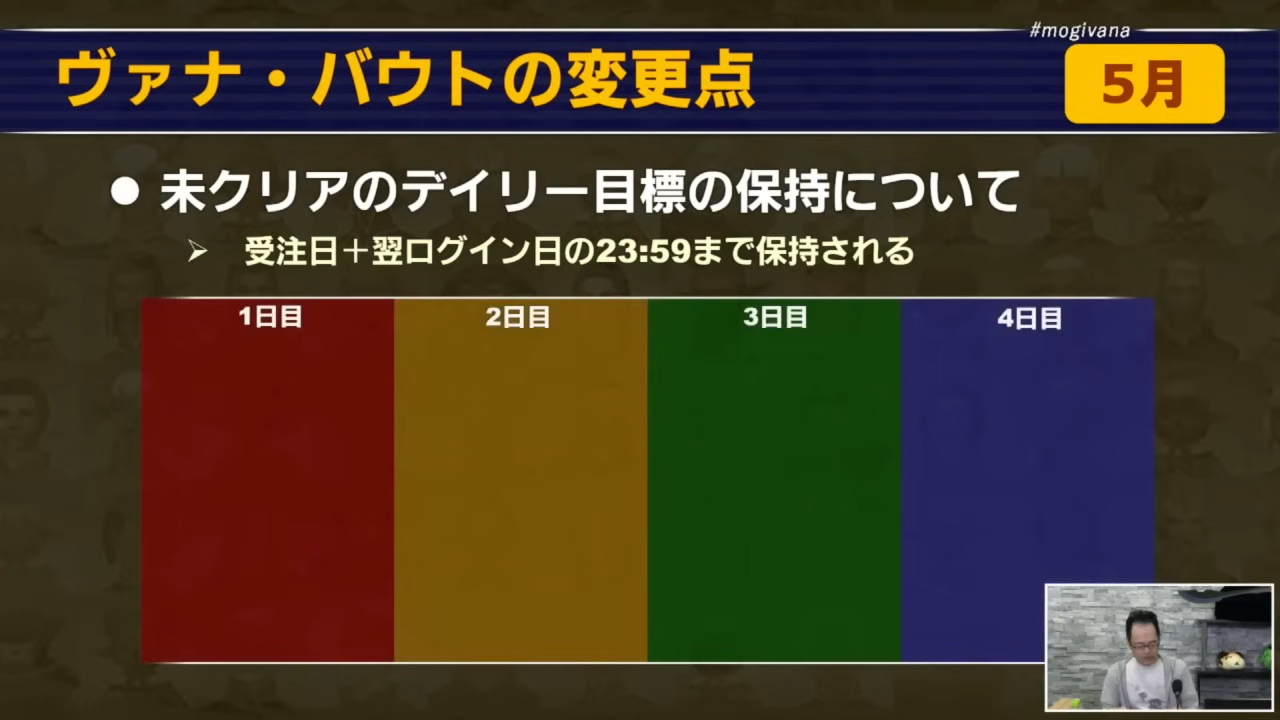 #mogivana
ヴァナ・バウトの変更点
5月
● 未クリアのデイリー目標の保持について
➢ 受注日＋翌ログイン日の23:59まで保持される
1日目
2日目
3日目
4日目